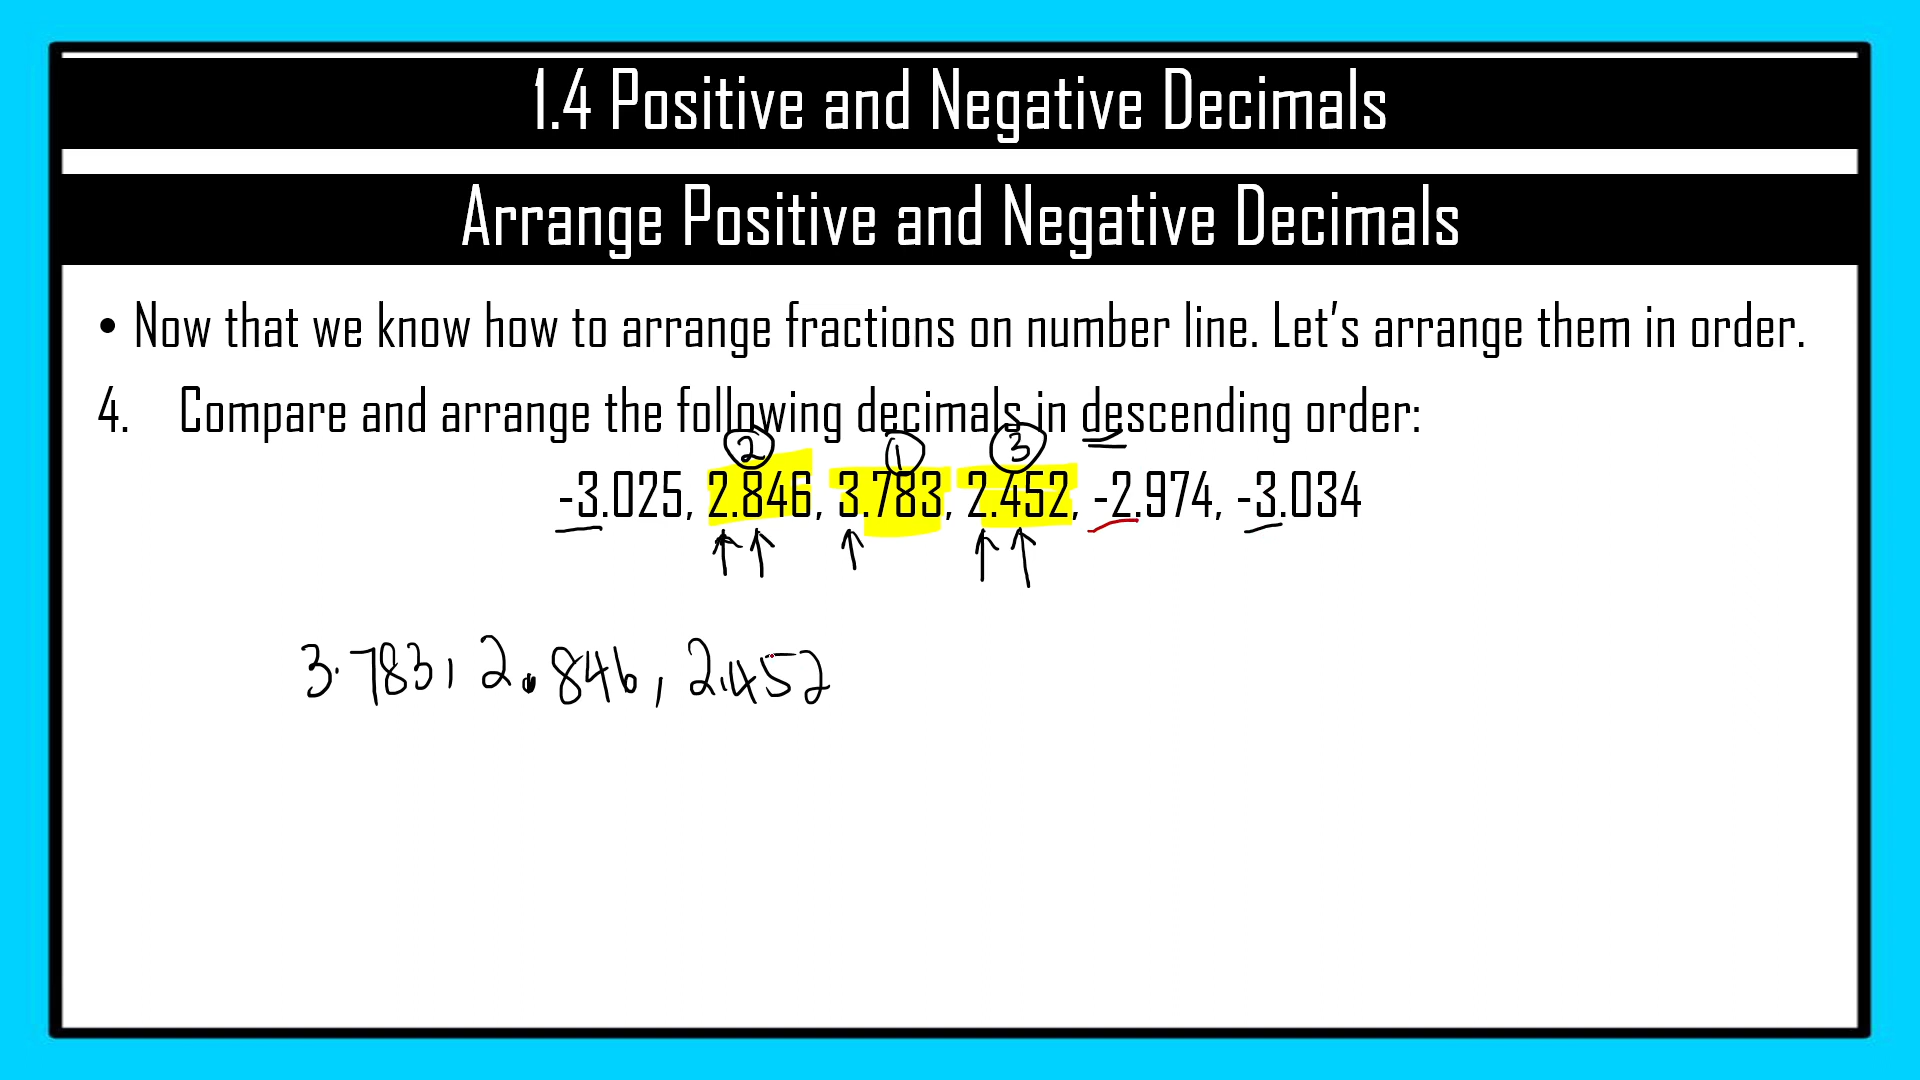 1.4 Positive and Negative Decimals
Arrange Positive and Negative Decimals
• Now that we know how to arrange fractions on number line. Let's arrange them in order.
4. Compare and arrange the following decimals in descending order:
2 1 3
-3.025, 2.846, 3.783, 2.452, -2.974, -3.034
3.783, 2.846, 2.452